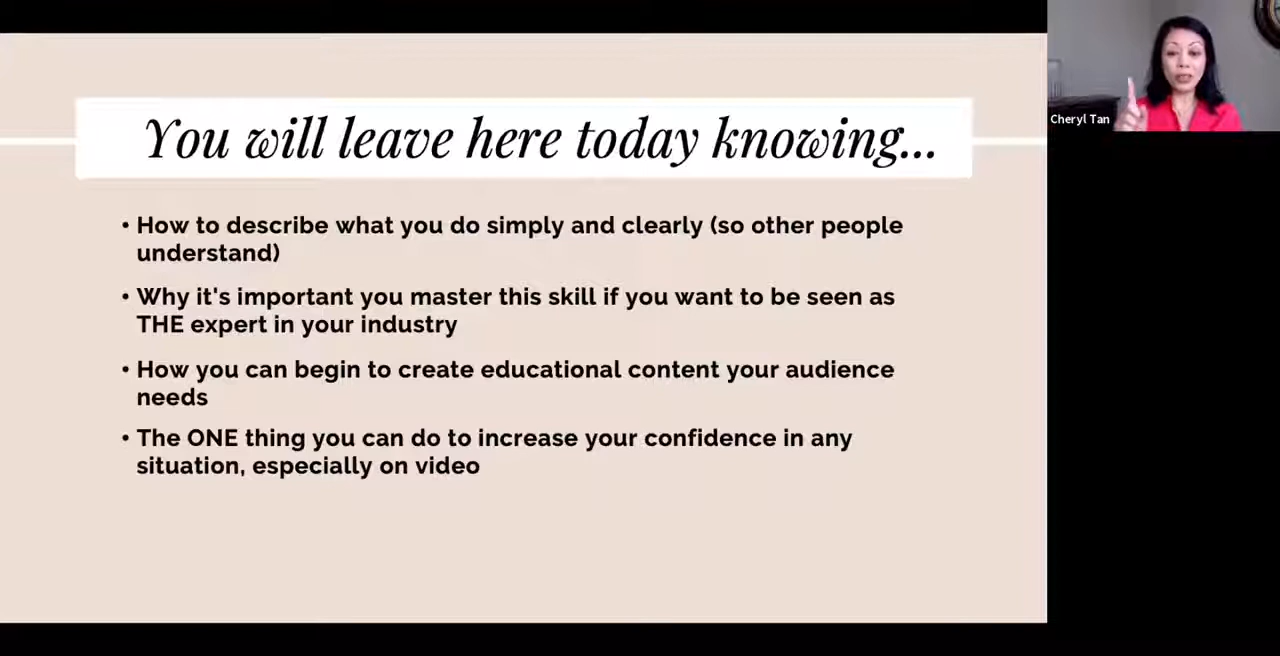 You will leave here today knowing...
• How to describe what you do simply and clearly (so other people
understand)
• Why it's important you master this skill if you want to be seen as
THE expert in your industry
• How you can begin to create educational content your audience
needs
• The ONE thing you can do to increase your confidence in any
situation, especially on video
Cheryl Tan